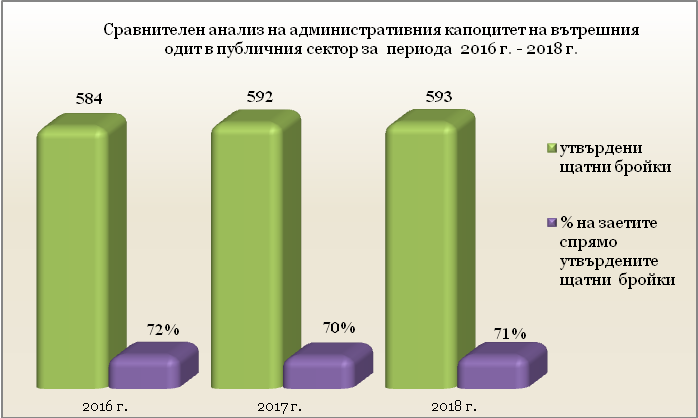 Сравнителен анализ на административния капоцитет на вътрешния
одит в публичния сектор за периода 2016 г. - 2018 г.
584
592
593
утвърдени
щатни бройки
% на заетите
спрямо
утвърдените
щатни бройки
72%
70%
71%
2016 г.
2017 г.
2018 г.